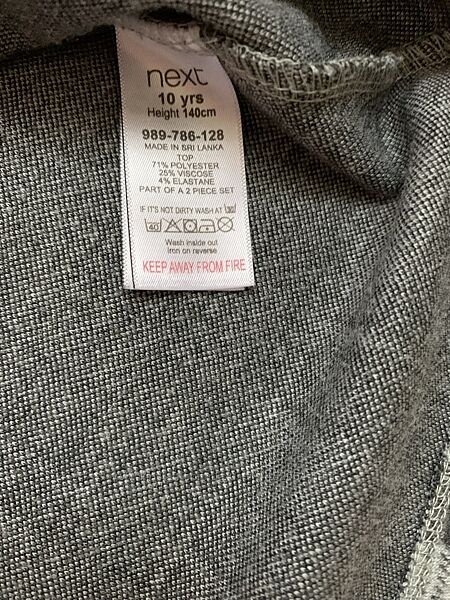 next
10 yrs
Height 140cm
989-786-128
MADE IN SRI LANKA
TOP
71% POLYESTER
25% VISCOSE
4% ELASTANE
PART OF A 2 PIECE SET
IF IT'S NOT DIRTY WASH AT
40
Wash inside out
Iron on reverse
KEEP AWAY FROM FIRE